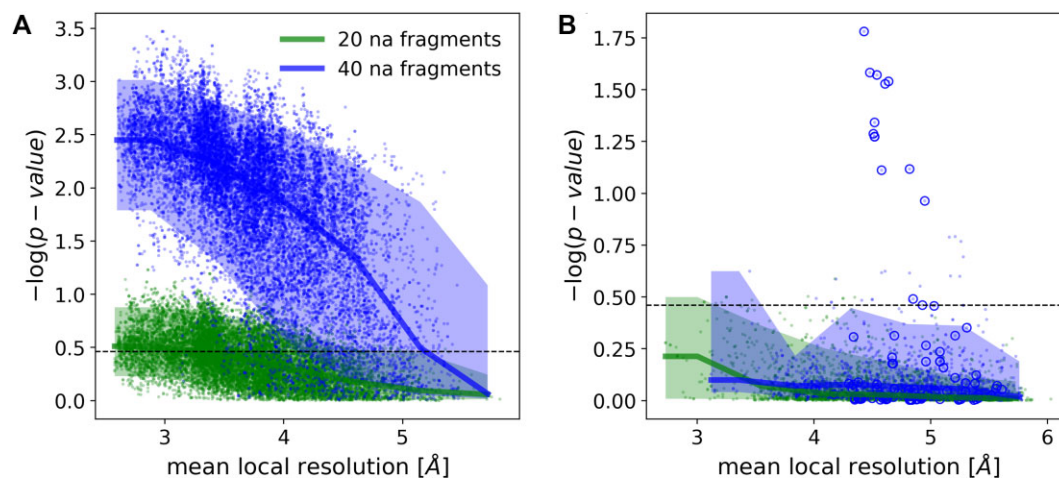 A
3.5
3.0
2.5
2.0
1.5
1.0
0.5
0.0
−log(p − value)
20 na fragments
40 na fragments
3 4 5
mean local resolution [Å]
B
1.75
1.50
1.25
1.00
0.75
0.50
0.25
0.00
−log(p − value)
3 4 5 6
mean local resolution [Å]